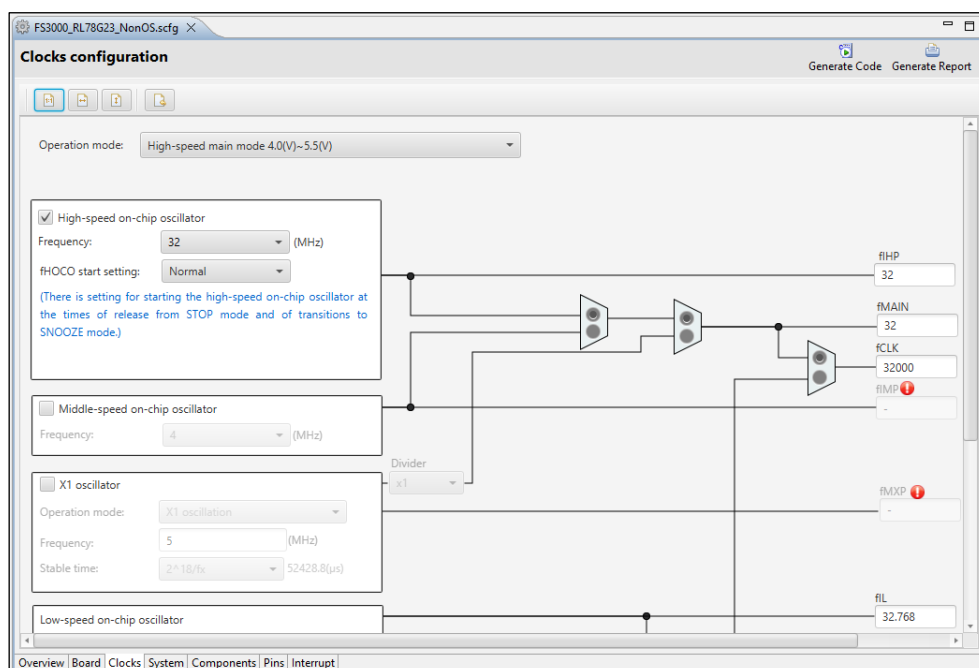 FS3000_RL78G23_NonOS.scfg
Clocks configuration
Generate Code Generate Report
Operation mode: High-speed main mode 4.0(V)~5.5(V)
High-speed on-chip oscillator
Frequency: 32 (MHz)
fHOCO start setting: Normal
(There is setting for starting the high-speed on-chip oscillator at
the times of release from STOP mode and of transitions to
SNOOZE mode.)
fIHP
32
fMAIN
32
fCLK
32000
fIMP
-
Middle-speed on-chip oscillator
Frequency: 4 (MHz)
Divider
x1
X1 oscillator
Operation mode: X1 oscillation
Frequency: 5 (MHz)
Stable time: 2^18/fx 52428.8(μs)
fMXP
-
fIL
32.768
Low-speed on-chip oscillator
Overview Board Clocks System Components Pins Interrupt